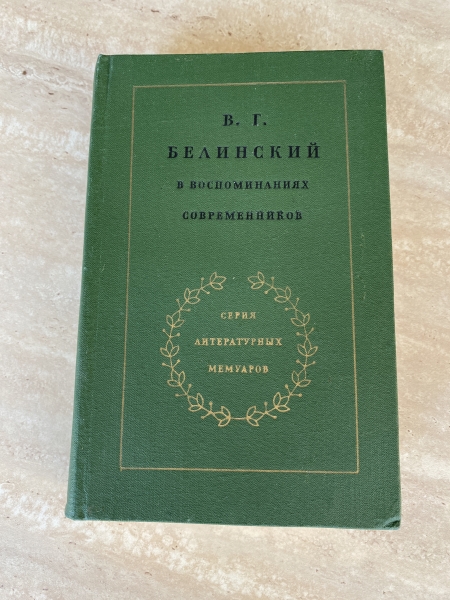 В. Г.
БЕЛИНСКИЙ
В ВОСПОМИНАНИЯХ
СОВРЕМЕННИКОВ
СЕРИЯ
ЛИТЕРАТУРНЫХ
МЕМУАРОВ